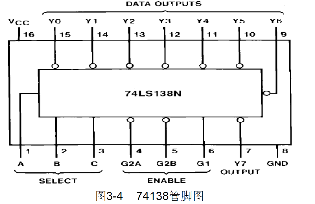 DATA OUTPUTS
VCC Y0 Y1 Y2 Y3 Y4 Y5 Y6
16 15 14 13 12 11 10 9
74LS138N
1 2 3 4 5 6 7 8
A B C G2A G2B G1 Y7 GND
SELECT ENABLE OUTPUT
图3-4 74138管脚图